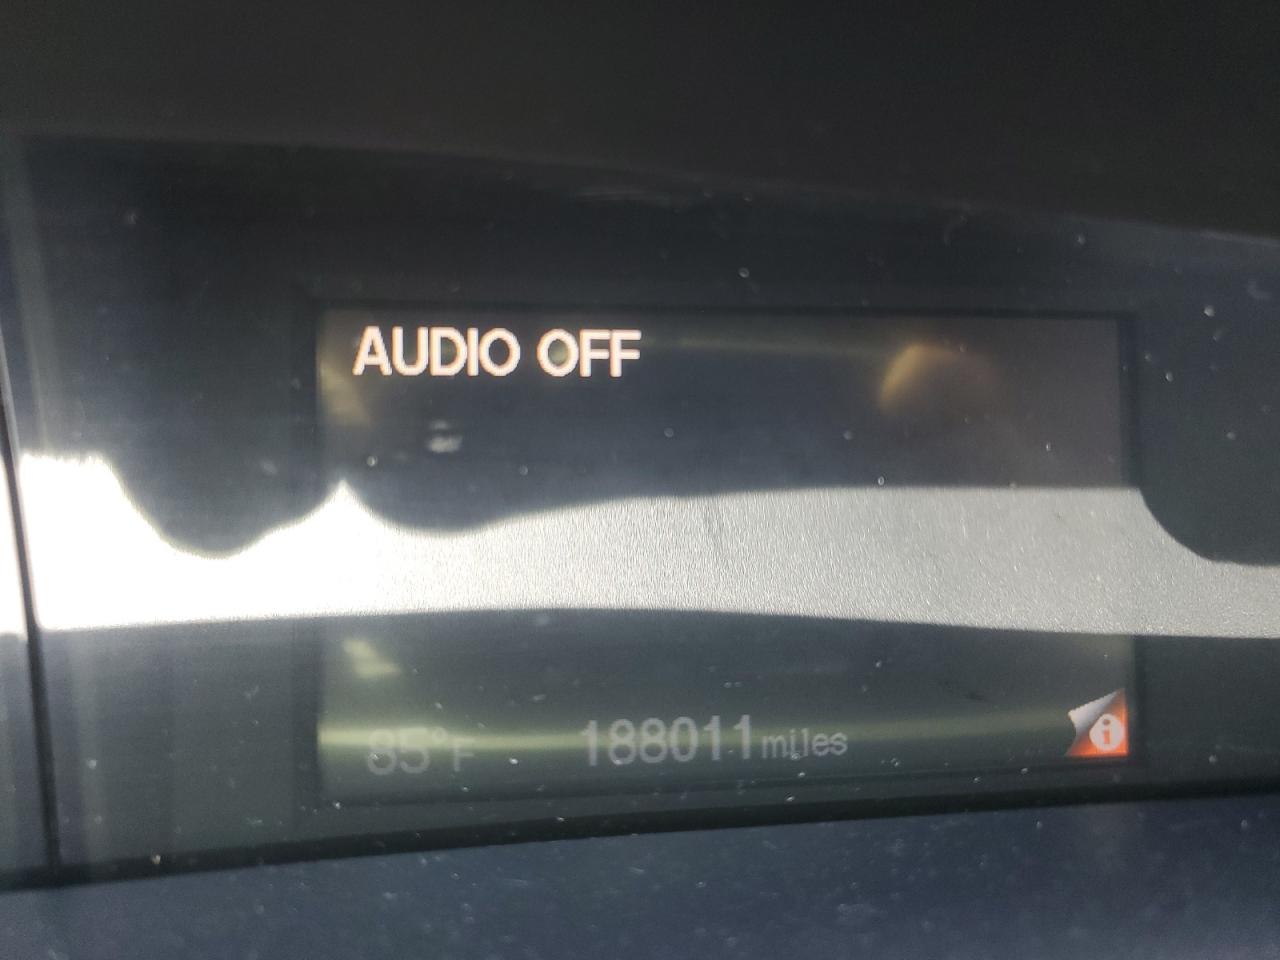 AUDIO OFF
85°F 188011 miles
i